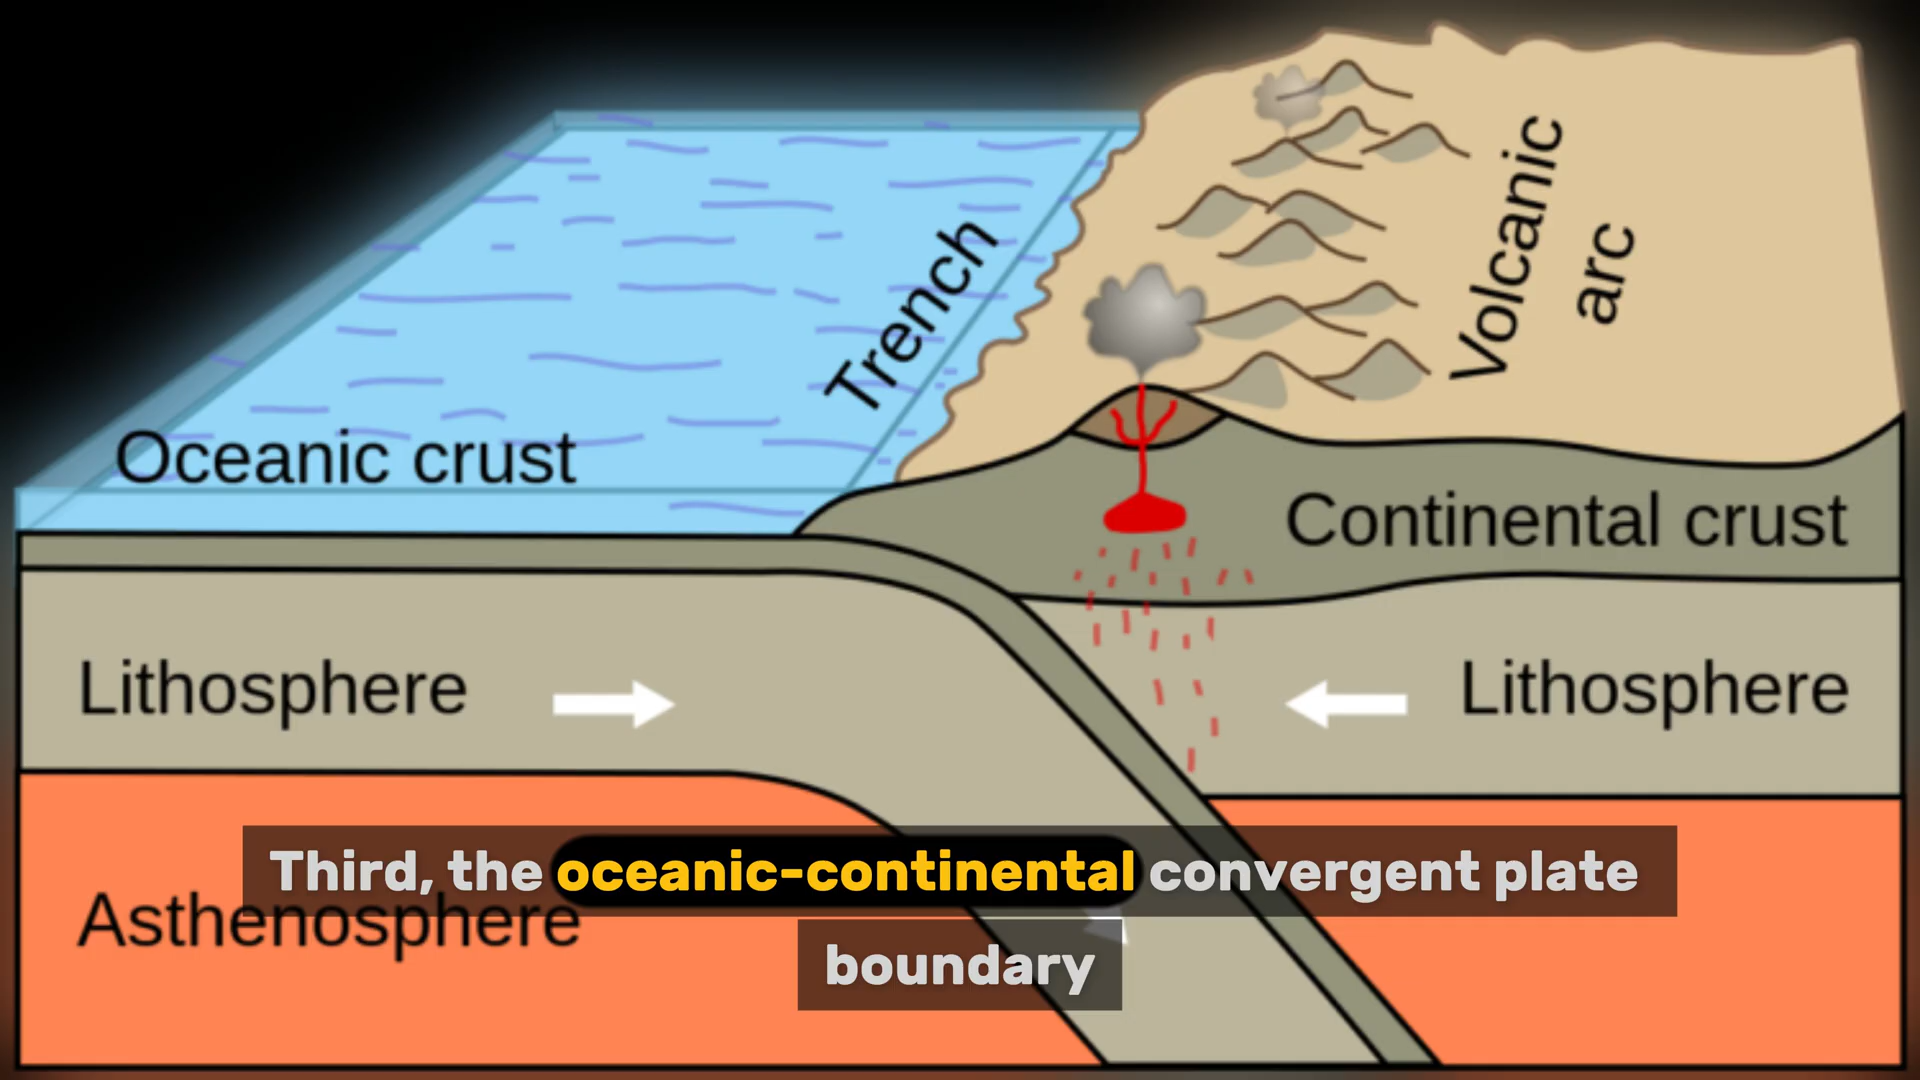 Volcanic
arc
Trench
Oceanic crust
Continental crust
Lithosphere
Lithosphere
Asthenosphere
Third, the oceanic-continental convergent plate
boundary